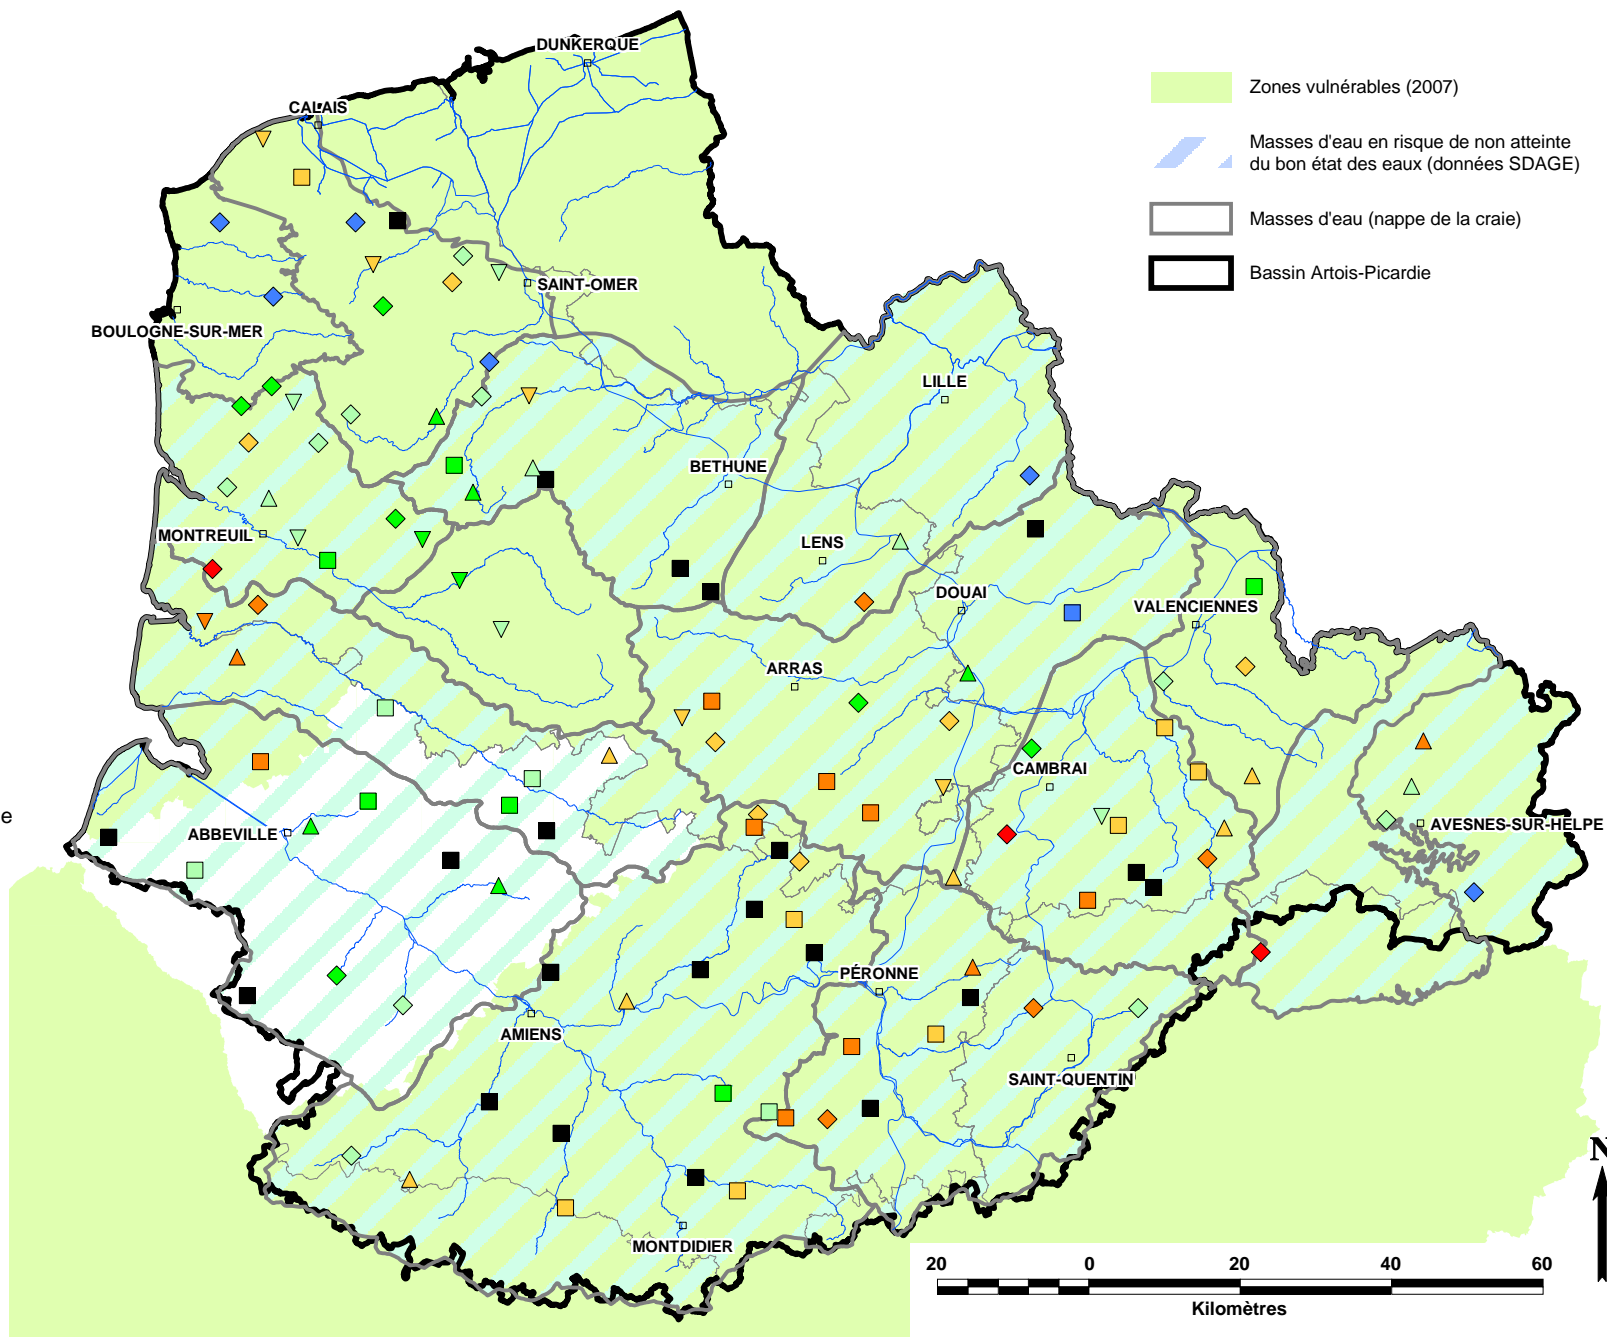 DUNKERQUE
CALAIS
Zones vulnérables (2007)
Masses d'eau en risque de non atteinte
du bon état des eaux (données SDAGE)
Masses d'eau (nappe de la craie)
Bassin Artois-Picardie
SAINT-OMER
BOULOGNE-SUR-MER
LILLE
BETHUNE
MONTREUIL
LENS
DOUAI
VALENCIENNES
ARRAS
CAMBRAI
e
ABBEVILLE
AVESNES-SUR-HELPE
PÉRONNE
AMIENS
SAINT-QUENTIN
N
MONTDIDIER
20 0 20 40 60
Kilomètres